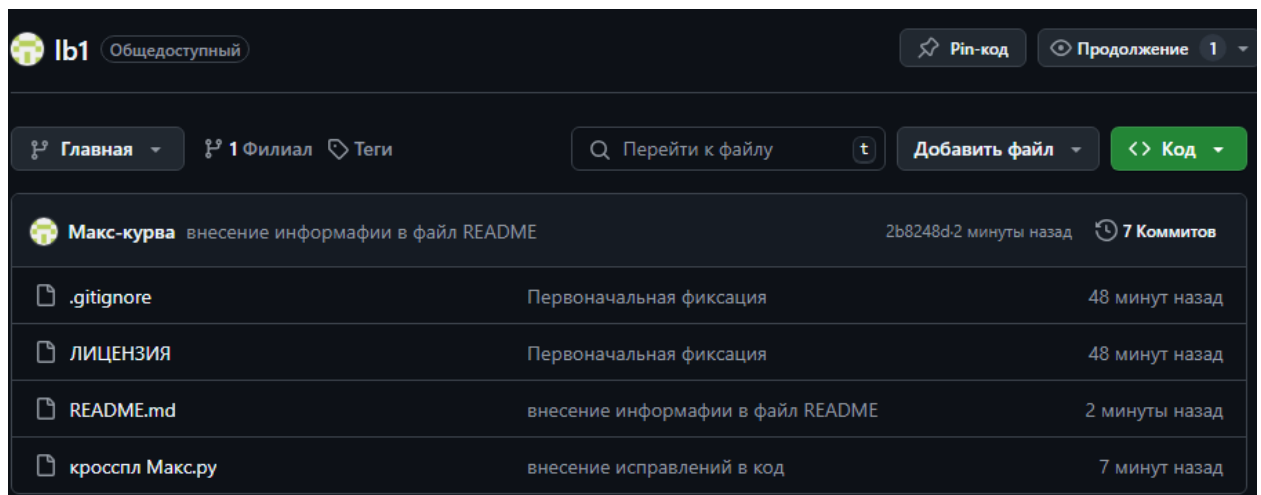 lb1 Общедоступный Pin-код Продолжение 1
Главная 1 Филиал Теги Перейти к файлу t Добавить файл <> Код
Макс-курва внесение информафии в файл README 2b8248d·2 минуты назад 7 Коммитов
.gitignore Первоначальная фиксация 48 минут назад
ЛИЦЕНЗИЯ Первоначальная фиксация 48 минут назад
README.md внесение информафии в файл README 2 минуты назад
кросспл Макс.py внесение исправлений в код 7 минут назад